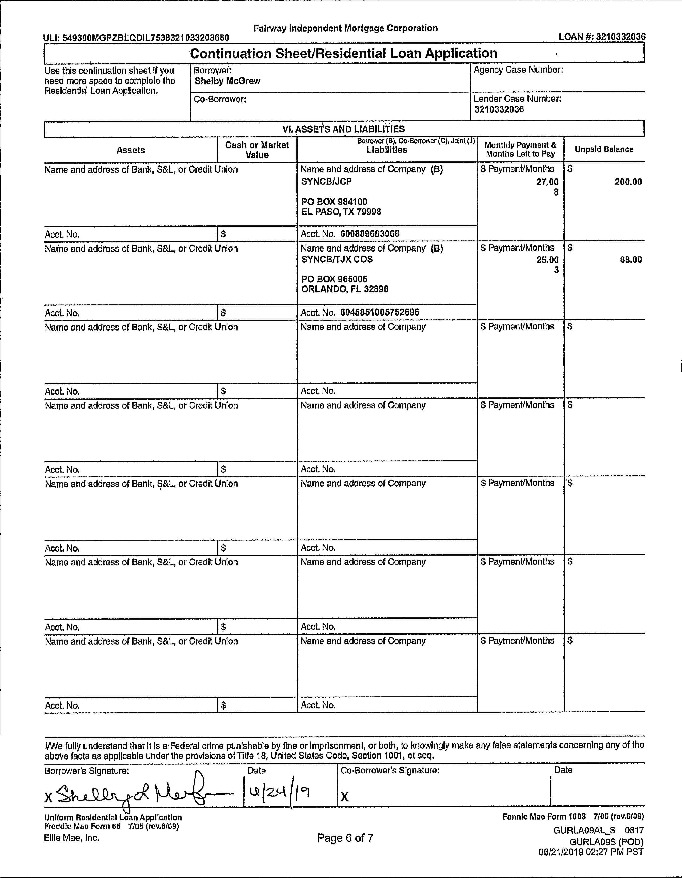 Fairway Independent Mortgage Corporation
ULI: 549300MGPZBLQDIL7538321033203680
LOAN #: 3210332036
Continuation Sheet/Residential Loan Application
Use this continuation sheet if you need more space to complete the Residential Loan Application.
Borrower:
Shelby McGrew
Agency Case Number:
Co-Borrower:
Lender Case Number:
3210332036
VI. ASSETS AND LIABILITIES
Assets
Cash or Market Value
Borrower (B), Co-Borrower (C), Joint (J)
Liabilities
Monthly Payment & Months Left to Pay
Unpaid Balance
Name and address of Bank, S&L, or Credit Union
Name and address of Company (B)
$ Payment/Months
$
SYNCB/JCP
27.00
200.00
8
PO BOX 984100
EL PASO, TX 79998
Acct. No.
$
Acct. No. 600889683068
Name and address of Bank, S&L, or Credit Union
Name and address of Company (B)
$ Payment/Months
$
SYNCB/TJX COS
25.00
68.00
3
PO BOX 965005
ORLANDO, FL 32896
Acct. No.
$
Acct. No. 6045851005752686
Name and address of Bank, S&L, or Credit Union
Name and address of Company
$ Payment/Months
$
Acct. No.
$
Acct. No.
Name and address of Bank, S&L, or Credit Union
Name and address of Company
$ Payment/Months
$
Acct. No.
$
Acct. No.
Name and address of Bank, S&L, or Credit Union
Name and address of Company
$ Payment/Months
$
Acct. No.
$
Acct. No.
Name and address of Bank, S&L, or Credit Union
Name and address of Company
$ Payment/Months
$
Acct. No.
$
Acct. No.
Name and address of Bank, S&L, or Credit Union
Name and address of Company
$ Payment/Months
$
Acct. No.
$
Acct. No.
I/We fully understand that it is a Federal crime punishable by fine or imprisonment, or both, to knowingly make any false statements concerning any of the
above facts as applicable under the provisions of Title 18, United States Code, Section 1001, et seq.
Borrower's Signature:
Date
Co-Borrower's Signature:
Date
X
6/24/19
X
Uniform Residential Loan Application
Freddie Mac Form 65 7/05 (rev.6/09)
Fannie Mae Form 1003 7/05 (rev.6/09)
Ellie Mae, Inc.
Page 6 of 7
GURLA09AL_S 0617
GURLA09S (POD)
06/21/2019 02:27 PM PST